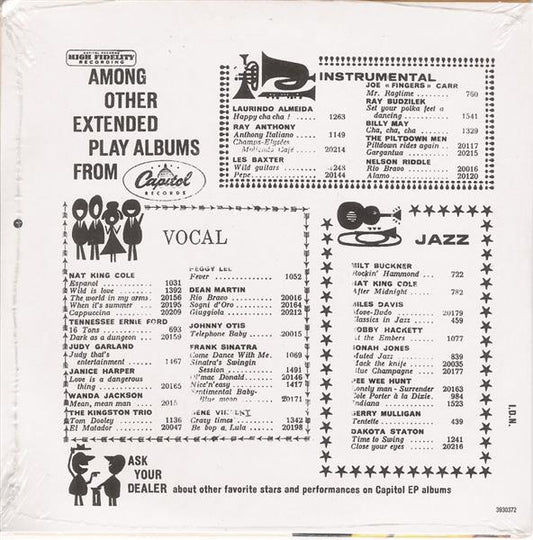 CAPITOL RECORDS
HIGH FIDELITY
RECORDING
AMONG
OTHER
EXTENDED
PLAY ALBUMS
FROM
Capitol
RECORDS
INSTRUMENTAL
LAURINDO ALMEIDA
Happy cha cha ! ........ 1263
RAY ANTHONY
Anthony Italiano ..... 1149
Champs-Elysées
Café ...... 20214
LES BAXTER
Wild guitars ........ 1248
Pepe .............. 20144
JOE « FINGERS » CARR
Mr. Ragtime ......... 760
RAY BUDZILEK
Set your polka feel a
dancing ............ 1541
BILLY MAY
Cha, cha, cha ....... 1329
THE PILTDOWN MEN
Piltdown rides again .. 20117
Gargantua ......... 20215
NELSON RIDDLE
Rio Bravo ......... 20016
Alamo ............. 20120
VOCAL
NAT KING COLE
Espanol ............ 1031
Wild is love ........ 1392
The world in my arms. 20156
When it's summer .. 20195
Cappuccina ........ 20209
TENNESSEE ERNIE FORD
16 Tons ............. 693
Dark as a dungeon .. 20159
JUDY GARLAND
Judy that's
entertainment ...... 1467
JANICE HARPER
Love is a dangerous
thing ............. 20165
WANDA JACKSON
Mean, mean man .. 2015
THE KINGSTON TRIO
Tom Dooley ........ 1136
El Matador ........ 20047
PEGGY LEE
Fever .............. 1052
DEAN MARTIN
Rio Bravo ......... 20016
Sogni d'Oro ....... 20164
Giuggiola ......... 20212
JOHNNY OTIS
Telephone Baby .... 20015
FRANK SINATRA
Come Dance With Me. 1069
Sinatra's Swingin
Session ........... 1491
Ol'mac Donald .... 20146
Nice'n'easy ........ 1417
Sentimental Baby-
Blue moon ...... 20171
GENE VINCENT
Crazy times ........ 1342
Be bop a Lula ..... 20198
JAZZ
MILT BUCKNER
Rockin' Hammond ... 722
NAT KING COLE
After Midnight ...... 782
MILES DAVIS
Move-Budo ....... 20179
Classics in Jazz ..... 459
BOBBY HACKETT
At the Embers ...... 1077
JONAH JONES
Muted Jazz ......... 839
Mack the knife .... 20035
Blue Champagne ... 20177
PEE WEE HUNT
Lonely man - Surrender 20163
Cole Porter à la Dixie. 984
Indiana ........... 1523
GERRY MULLIGAN
Tentette ............ 439
DAKOTA STATON
Time to Swing ..... 1241
Close your eyes .... 20216
ASK
YOUR
DEALER about other favorite stars and performances on Capitol EP albums
I.D.N.
3930372